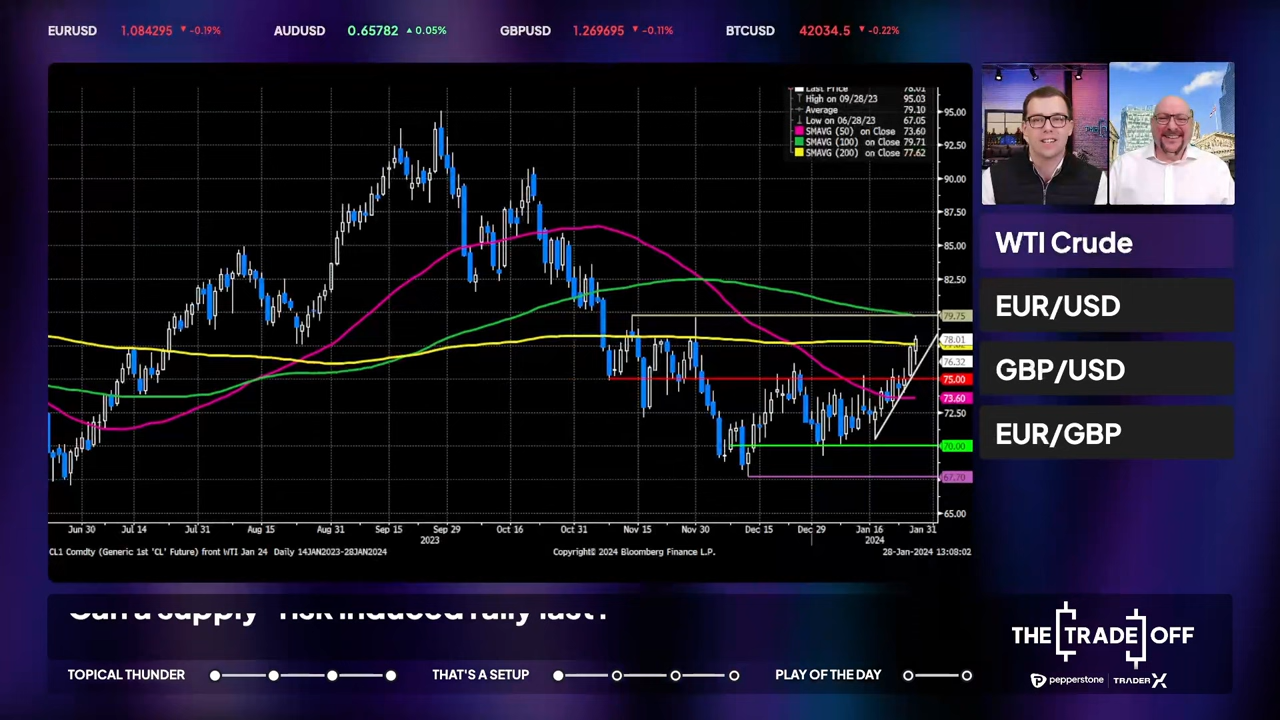 EURUSD 1.084295 ▼ -0.19% AUDUSD 0.65782 ▲ 0.05% GBPUSD 1.269695 ▼ -0.11% BTCUSD 42034.5 ▼ -0.22%
Last Price 78.01
High on 09/28/23 95.03
Average 79.10
Low on 06/28/23 67.05
SMAVG (50) on Close 73.60
SMAVG (100) on Close 79.71
SMAVG (200) on Close 77.62
95.00
92.50
90.00
87.50
85.00
82.50
79.75
78.01
76.32
75.00
73.60
72.50
70.00
67.70
65.00
Jun 30 Jul 14 Jul 31 Aug 15 Aug 31 Sep 15 Sep 29 Oct 16 Oct 31 Nov 15 Nov 30 Dec 15 Dec 29 Jan 16 Jan 31
2023 2024
CL1 Comdty (Generic 1st 'CL' Future) front WTI Jan 24 Daily 14JAN2023-28JAN2024 Copyright© 2024 Bloomberg Finance L.P. 28-Jan-2024 13:08:02
WTI Crude
EUR/USD
GBP/USD
EUR/GBP
Can a supply risk induced rally last?
TOPICAL THUNDER THAT'S A SETUP PLAY OF THE DAY
THE TRADE OFF
pepperstone TRADER X